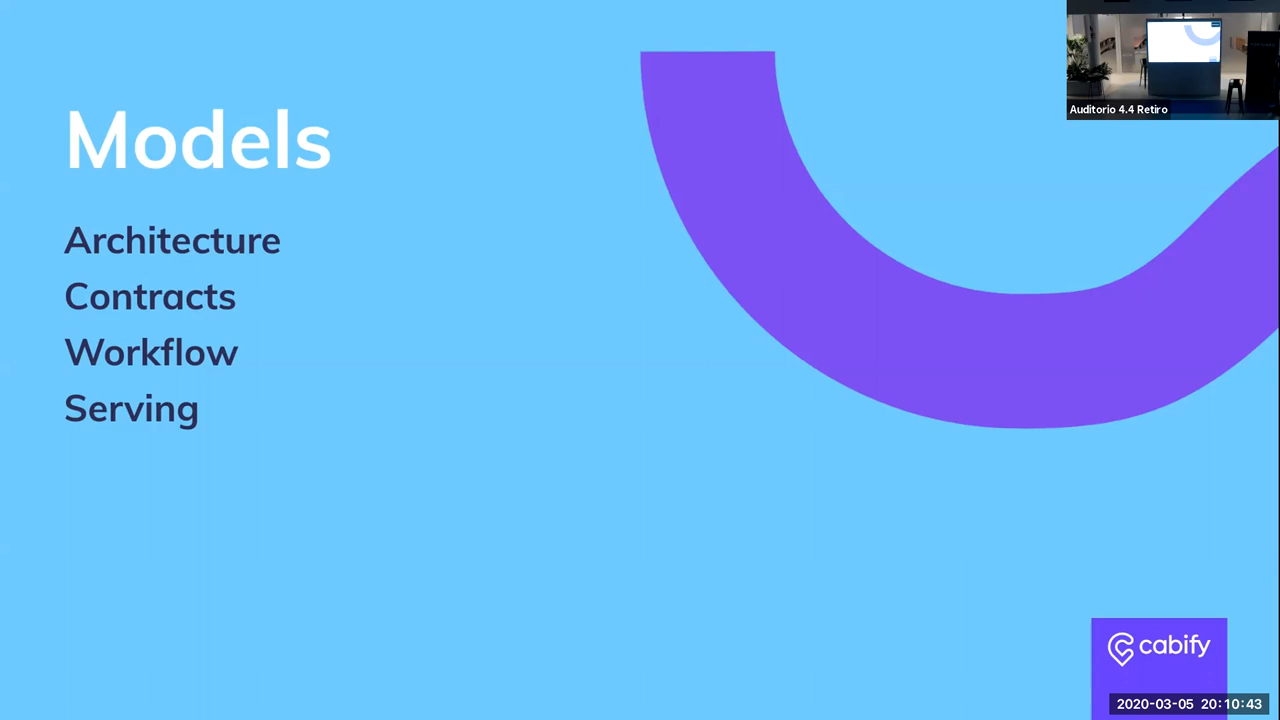 Models
Architecture
Contracts
Workflow
Serving
Auditorio 4.4 Retiro
cabify
2020-03-05 20:10:43